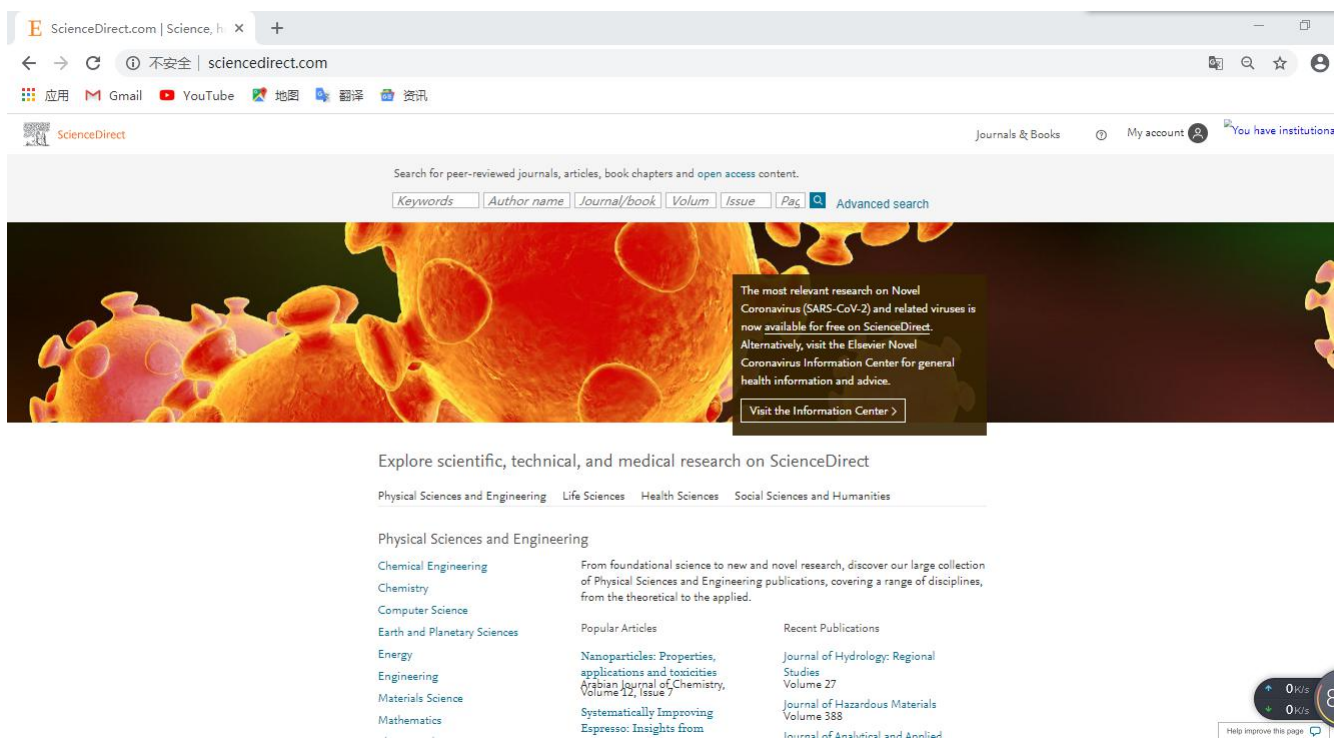 E ScienceDirect.com | Science, h
不安全 | sciencedirect.com
应用 Gmail YouTube 地图 翻译 资讯
ScienceDirect Journals & Books My account You have institutiona
Search for peer-reviewed journals, articles, book chapters and open access content.
Keywords Author name Journal/book Volum Issue Pag Advanced search
The most relevant research on Novel
Coronavirus (SARS-CoV-2) and related viruses is
now available for free on ScienceDirect.
Alternatively, visit the Elsevier Novel
Coronavirus Information Center for general
health information and advice.
Visit the Information Center >
Explore scientific, technical, and medical research on ScienceDirect
Physical Sciences and Engineering Life Sciences Health Sciences Social Sciences and Humanities
Physical Sciences and Engineering
Chemical Engineering
Chemistry
Computer Science
Earth and Planetary Sciences
Energy
Engineering
Materials Science
Mathematics
From foundational science to new and novel research, discover our large collection
of Physical Sciences and Engineering publications, covering a range of disciplines,
from the theoretical to the applied.
Popular Articles
Nanoparticles: Properties,
applications and toxicities
Arabian Journal of Chemistry,
Volume 12, Issue 7
Systematically Improving
Espresso: Insights from
Recent Publications
Journal of Hydrology: Regional
Studies
Volume 27
Journal of Hazardous Materials
Volume 388
Journal of Analytical and Applied
0K/s
0K/s
8
Help improve this page